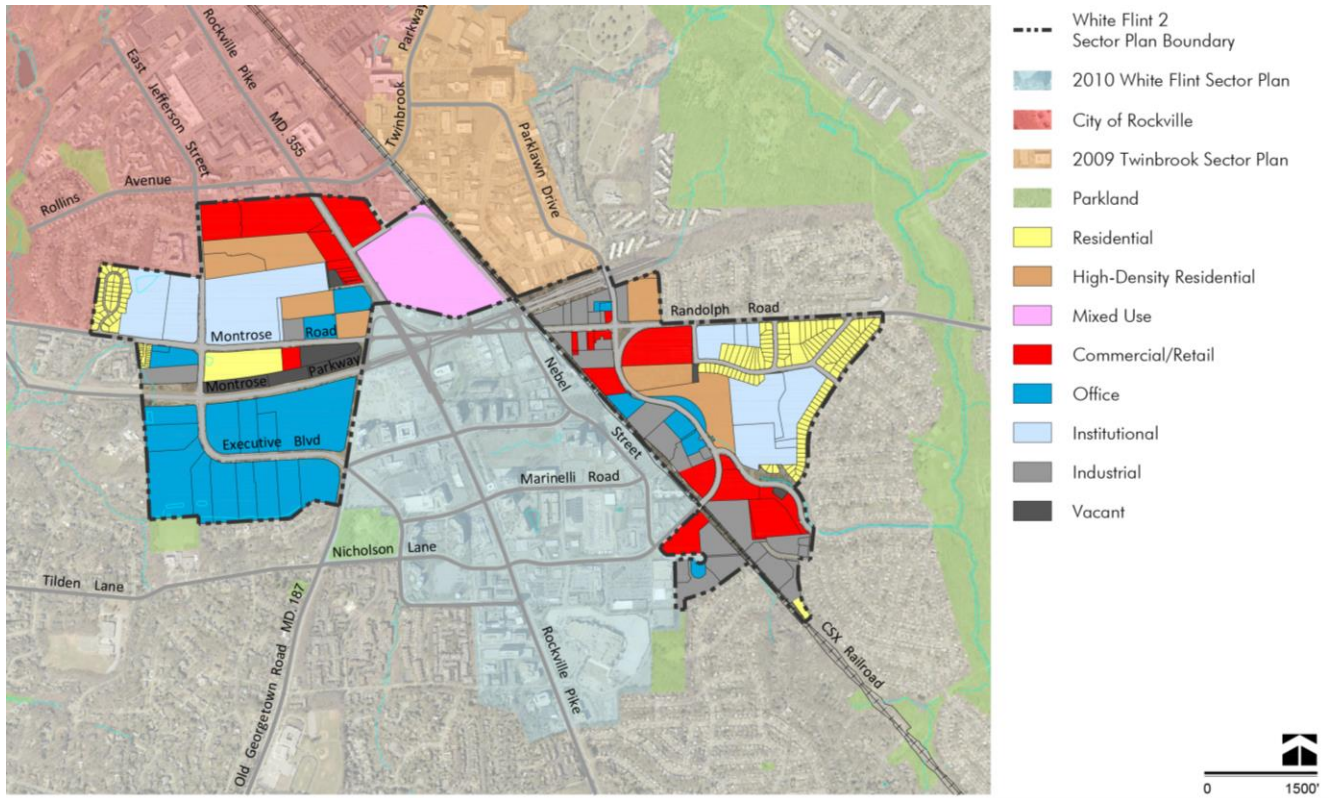 Rockville Pike MD. 355
East Jefferson Street
Twinbrook Parkway
Parklawn Drive
Rollins Avenue
Randolph Road
Montrose Road
Montrose Parkway
Executive Blvd
Nebel Street
Marinelli Road
Nicholson Lane
Tilden Lane
Old Georgetown Road MD. 187
Rockville Pike
CSX Railroad
White Flint 2
Sector Plan Boundary
2010 White Flint Sector Plan
City of Rockville
2009 Twinbrook Sector Plan
Parkland
Residential
High-Density Residential
Mixed Use
Commercial/Retail
Office
Institutional
Industrial
Vacant
0 1500'